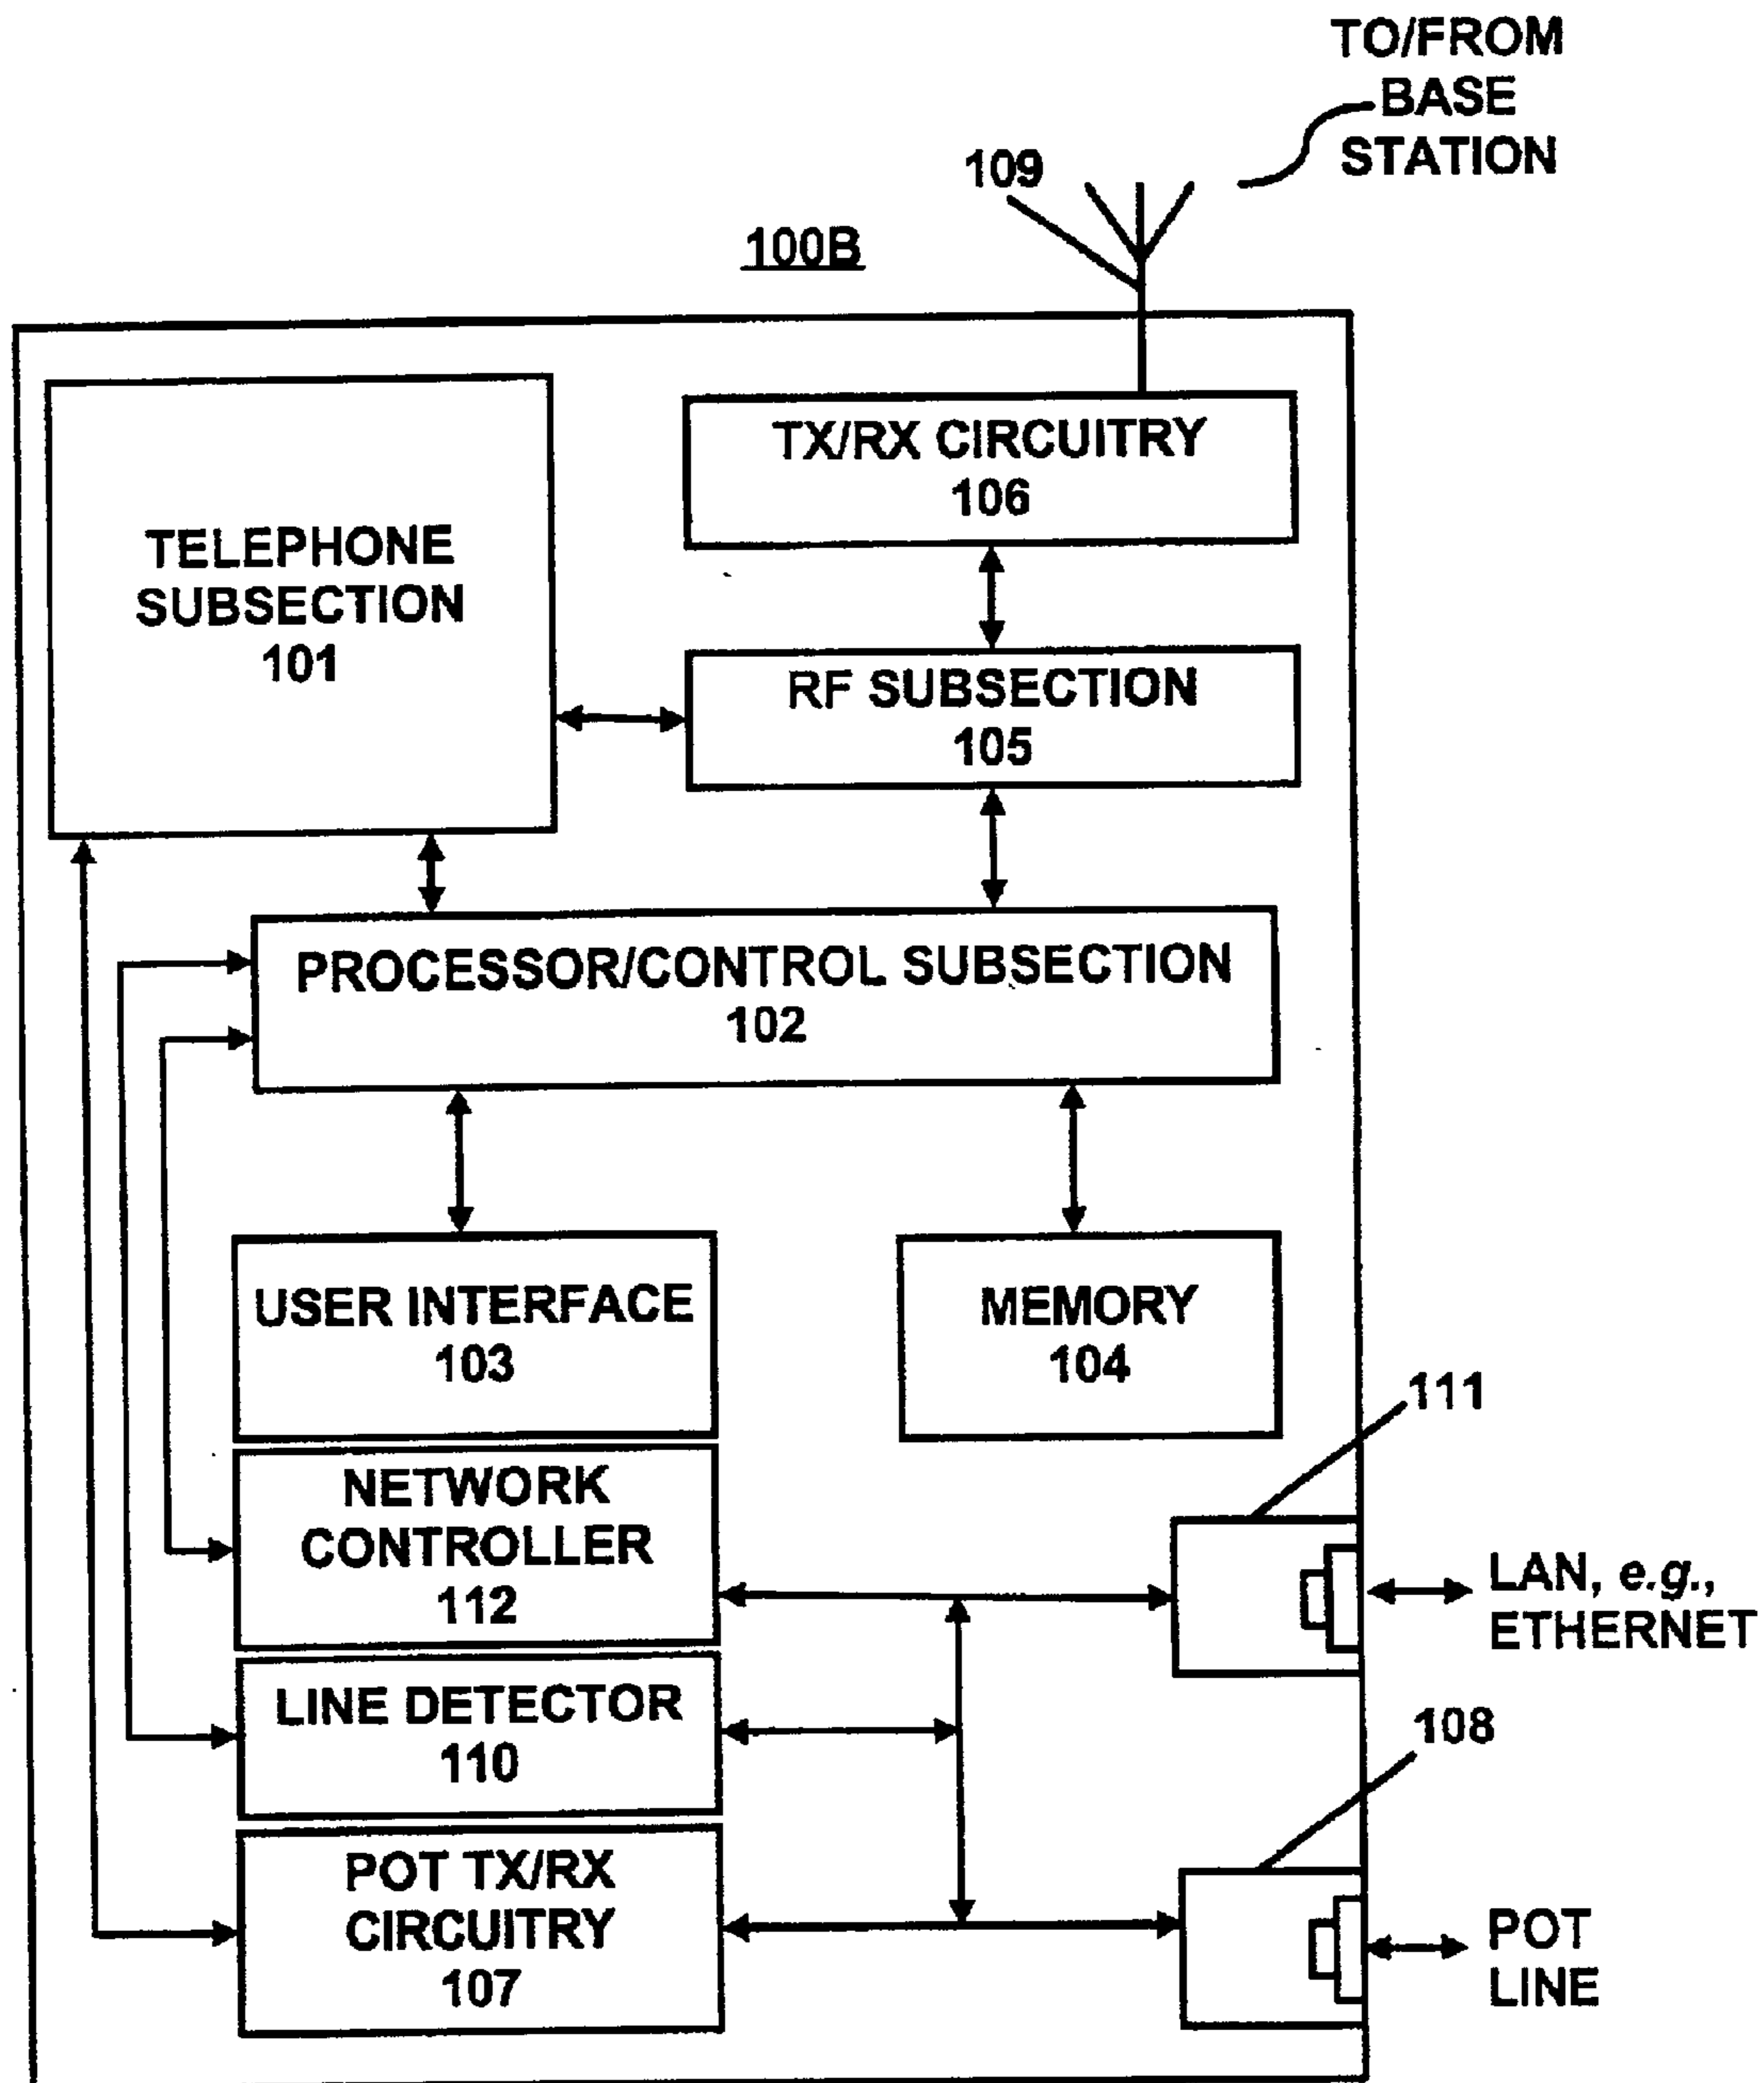 TO/FROM
BASE
STATION
109
100B
TX/RX CIRCUITRY
106
TELEPHONE
SUBSECTION
101
RF SUBSECTION
105
PROCESSOR/CONTROL SUBSECTION
102
USER INTERFACE
103
MEMORY
104
111
NETWORK
CONTROLLER
112
LAN, e.g.,
ETHERNET
LINE DETECTOR
110
108
POT TX/RX
CIRCUITRY
107
POT
LINE